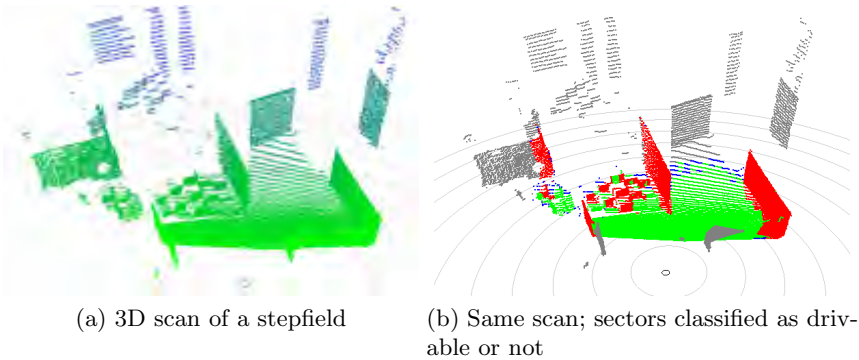 (a) 3D scan of a stepfield
(b) Same scan; sectors classified as driv-
able or not